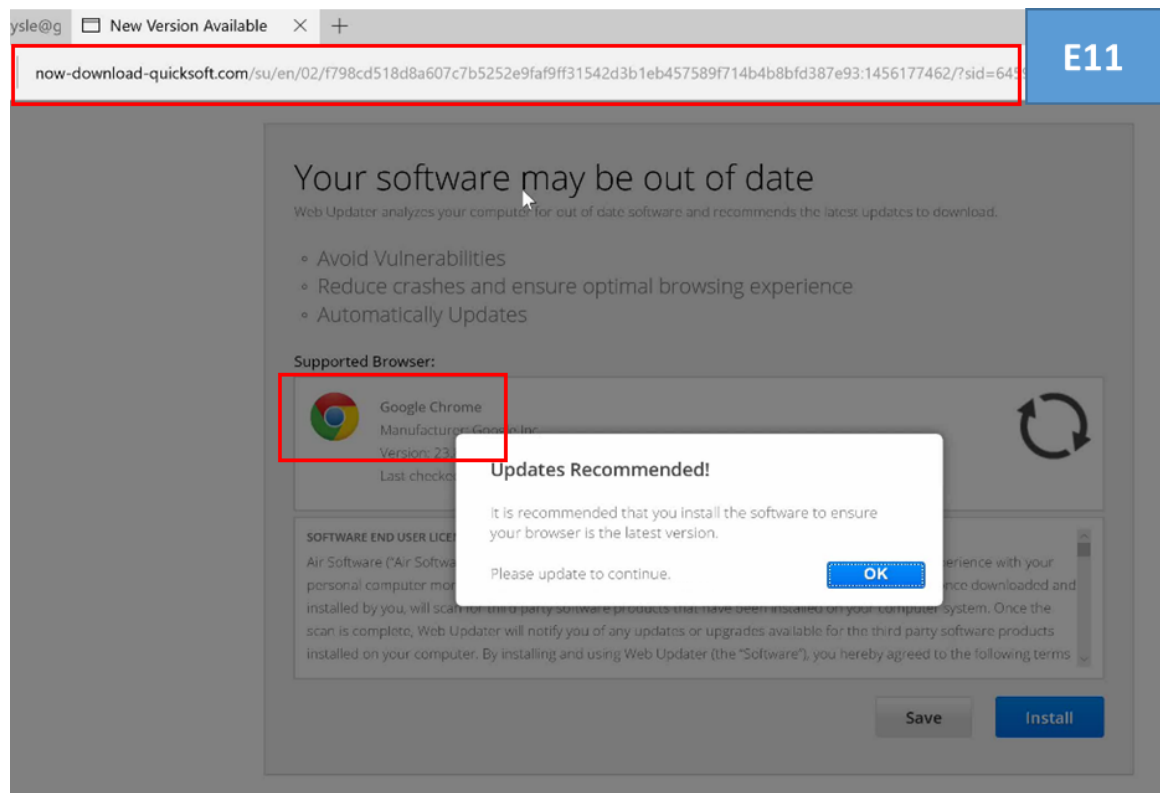 ysle@g New Version Available
E11
now-download-quicksoft.com/su/en/02/f798cd518d8a607c7b5252e9faf9ff31542d3b1eb457589f714b4b8bfd387e93:1456177462/?sid=645
Your software may be out of date
Web Updater analyzes your computer for out of date software and recommends the latest updates to download.
• Avoid Vulnerabilities
• Reduce crashes and ensure optimal browsing experience
• Automatically Updates
Supported Browser:
Google Chrome
Manufacturer: Google Inc.
Version: 23.
Last checked
Updates Recommended!
It is recommended that you install the software to ensure
your browser is the latest version.
Please update to continue.
OK
SOFTWARE END USER LICE
Air Software ("Air Softwa erience with your
personal computer mor nce downloaded and
installed by you, will scan for third party software products that have been installed on your computer system. Once the
scan is complete, Web Updater will notify you of any updates or upgrades available for the third party software products
installed on your computer. By installing and using Web Updater (the "Software"), you hereby agreed to the following terms
Save
Install